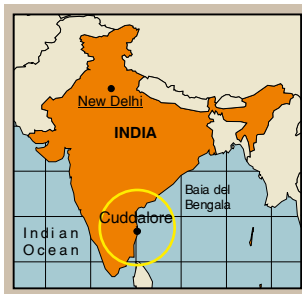 New Delhi
INDIA
Baia del
Bengala
Cuddalore
Indian
Ocean